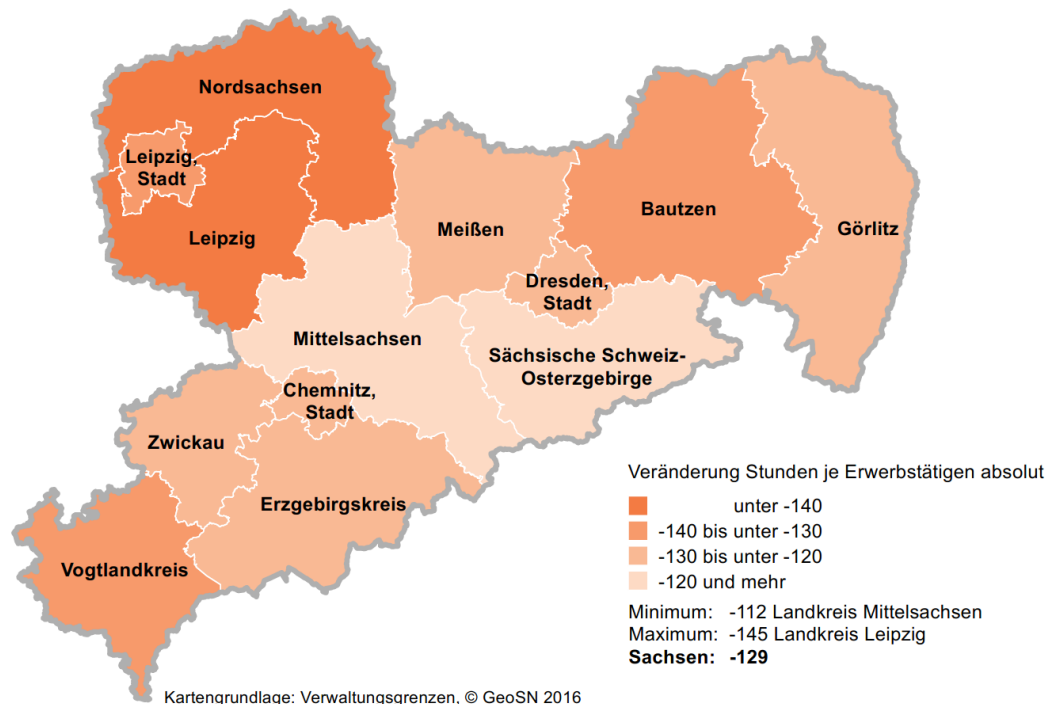 Nordsachsen
Leipzig,
Stadt
Leipzig
Meißen
Bautzen
Görlitz
Dresden,
Stadt
Mittelsachsen
Sächsische Schweiz-
Osterzgebirge
Chemnitz,
Stadt
Zwickau
Erzgebirgskreis
Vogtlandkreis
Veränderung Stunden je Erwerbstätigen absolut
unter -140
-140 bis unter -130
-130 bis unter -120
-120 und mehr
Minimum: -112 Landkreis Mittelsachsen
Maximum: -145 Landkreis Leipzig
Sachsen: -129
Kartengrundlage: Verwaltungsgrenzen, © GeoSN 2016